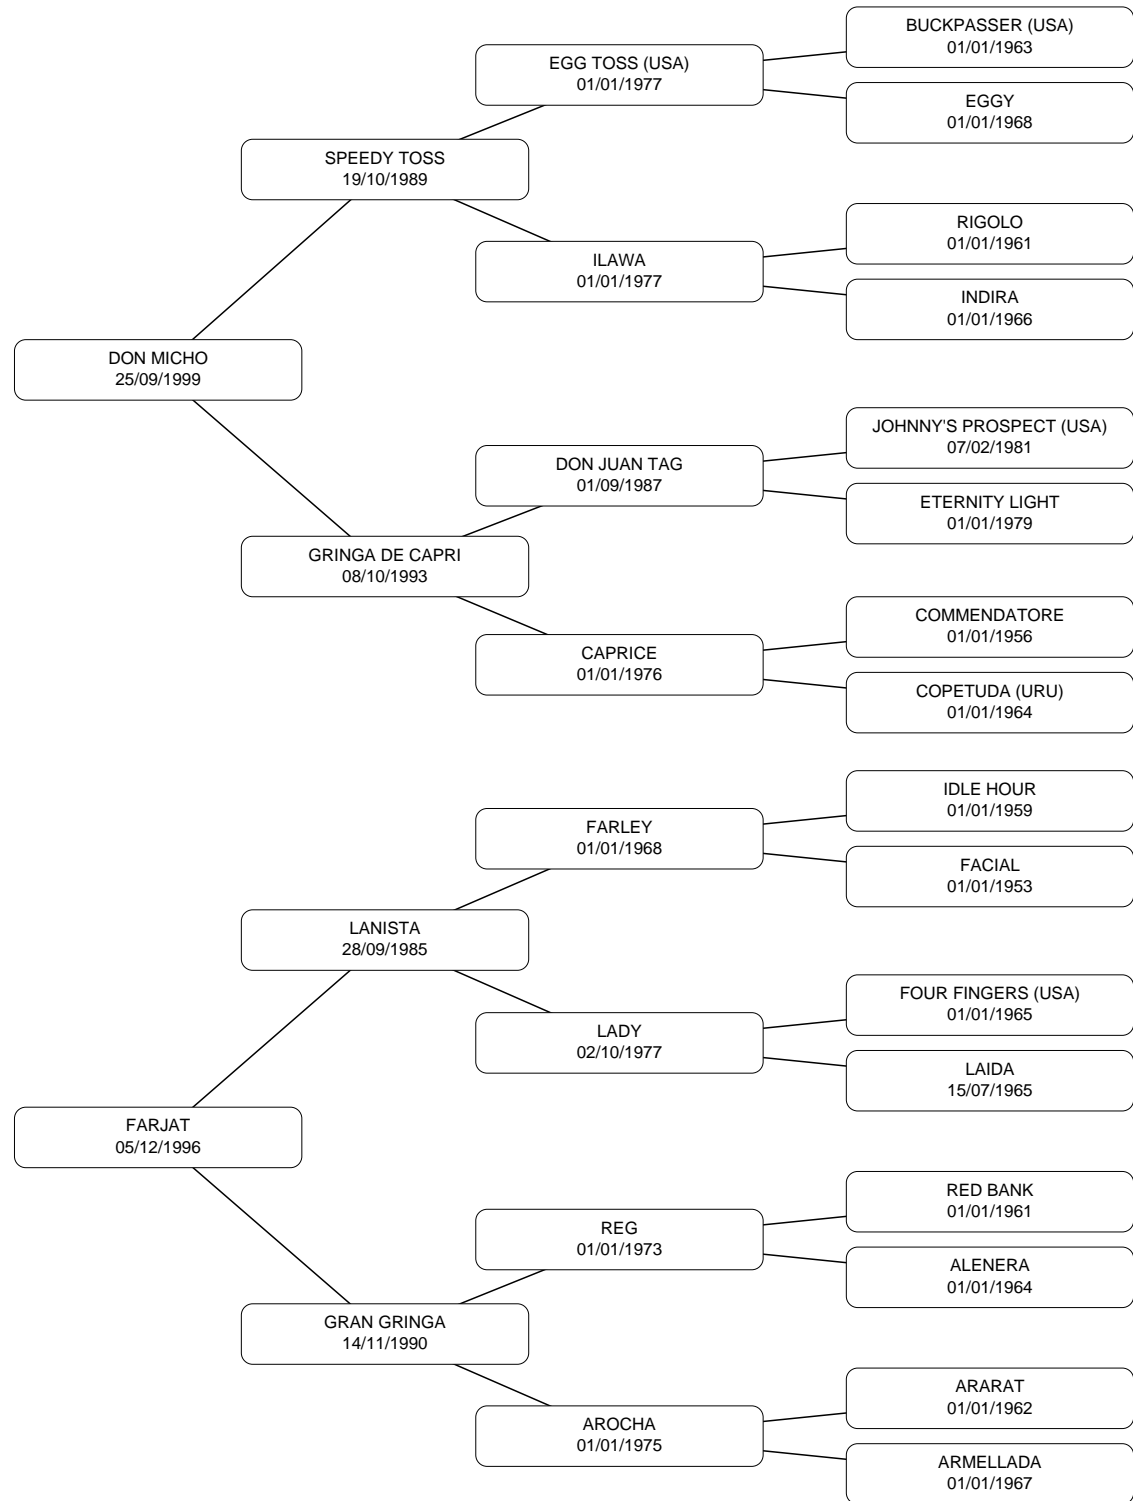 BUCKPASSER (USA)
01/01/1963
EGG TOSS (USA)
01/01/1977
EGGY
01/01/1968
SPEEDY TOSS
19/10/1989
RIGOLO
01/01/1961
ILAWA
01/01/1977
INDIRA
01/01/1966
DON MICHO
25/09/1999
JOHNNY'S PROSPECT (USA)
07/02/1981
DON JUAN TAG
01/09/1987
ETERNITY LIGHT
01/01/1979
GRINGA DE CAPRI
08/10/1993
COMMENDATORE
01/01/1956
CAPRICE
01/01/1976
COPETUDA (URU)
01/01/1964
IDLE HOUR
01/01/1959
FARLEY
01/01/1968
FACIAL
01/01/1953
LANISTA
28/09/1985
FOUR FINGERS (USA)
01/01/1965
LADY
02/10/1977
LAIDA
15/07/1965
FARJAT
05/12/1996
RED BANK
01/01/1961
REG
01/01/1973
ALENERA
01/01/1964
GRAN GRINGA
14/11/1990
ARARAT
01/01/1962
AROCHA
01/01/1975
ARMELLADA
01/01/1967